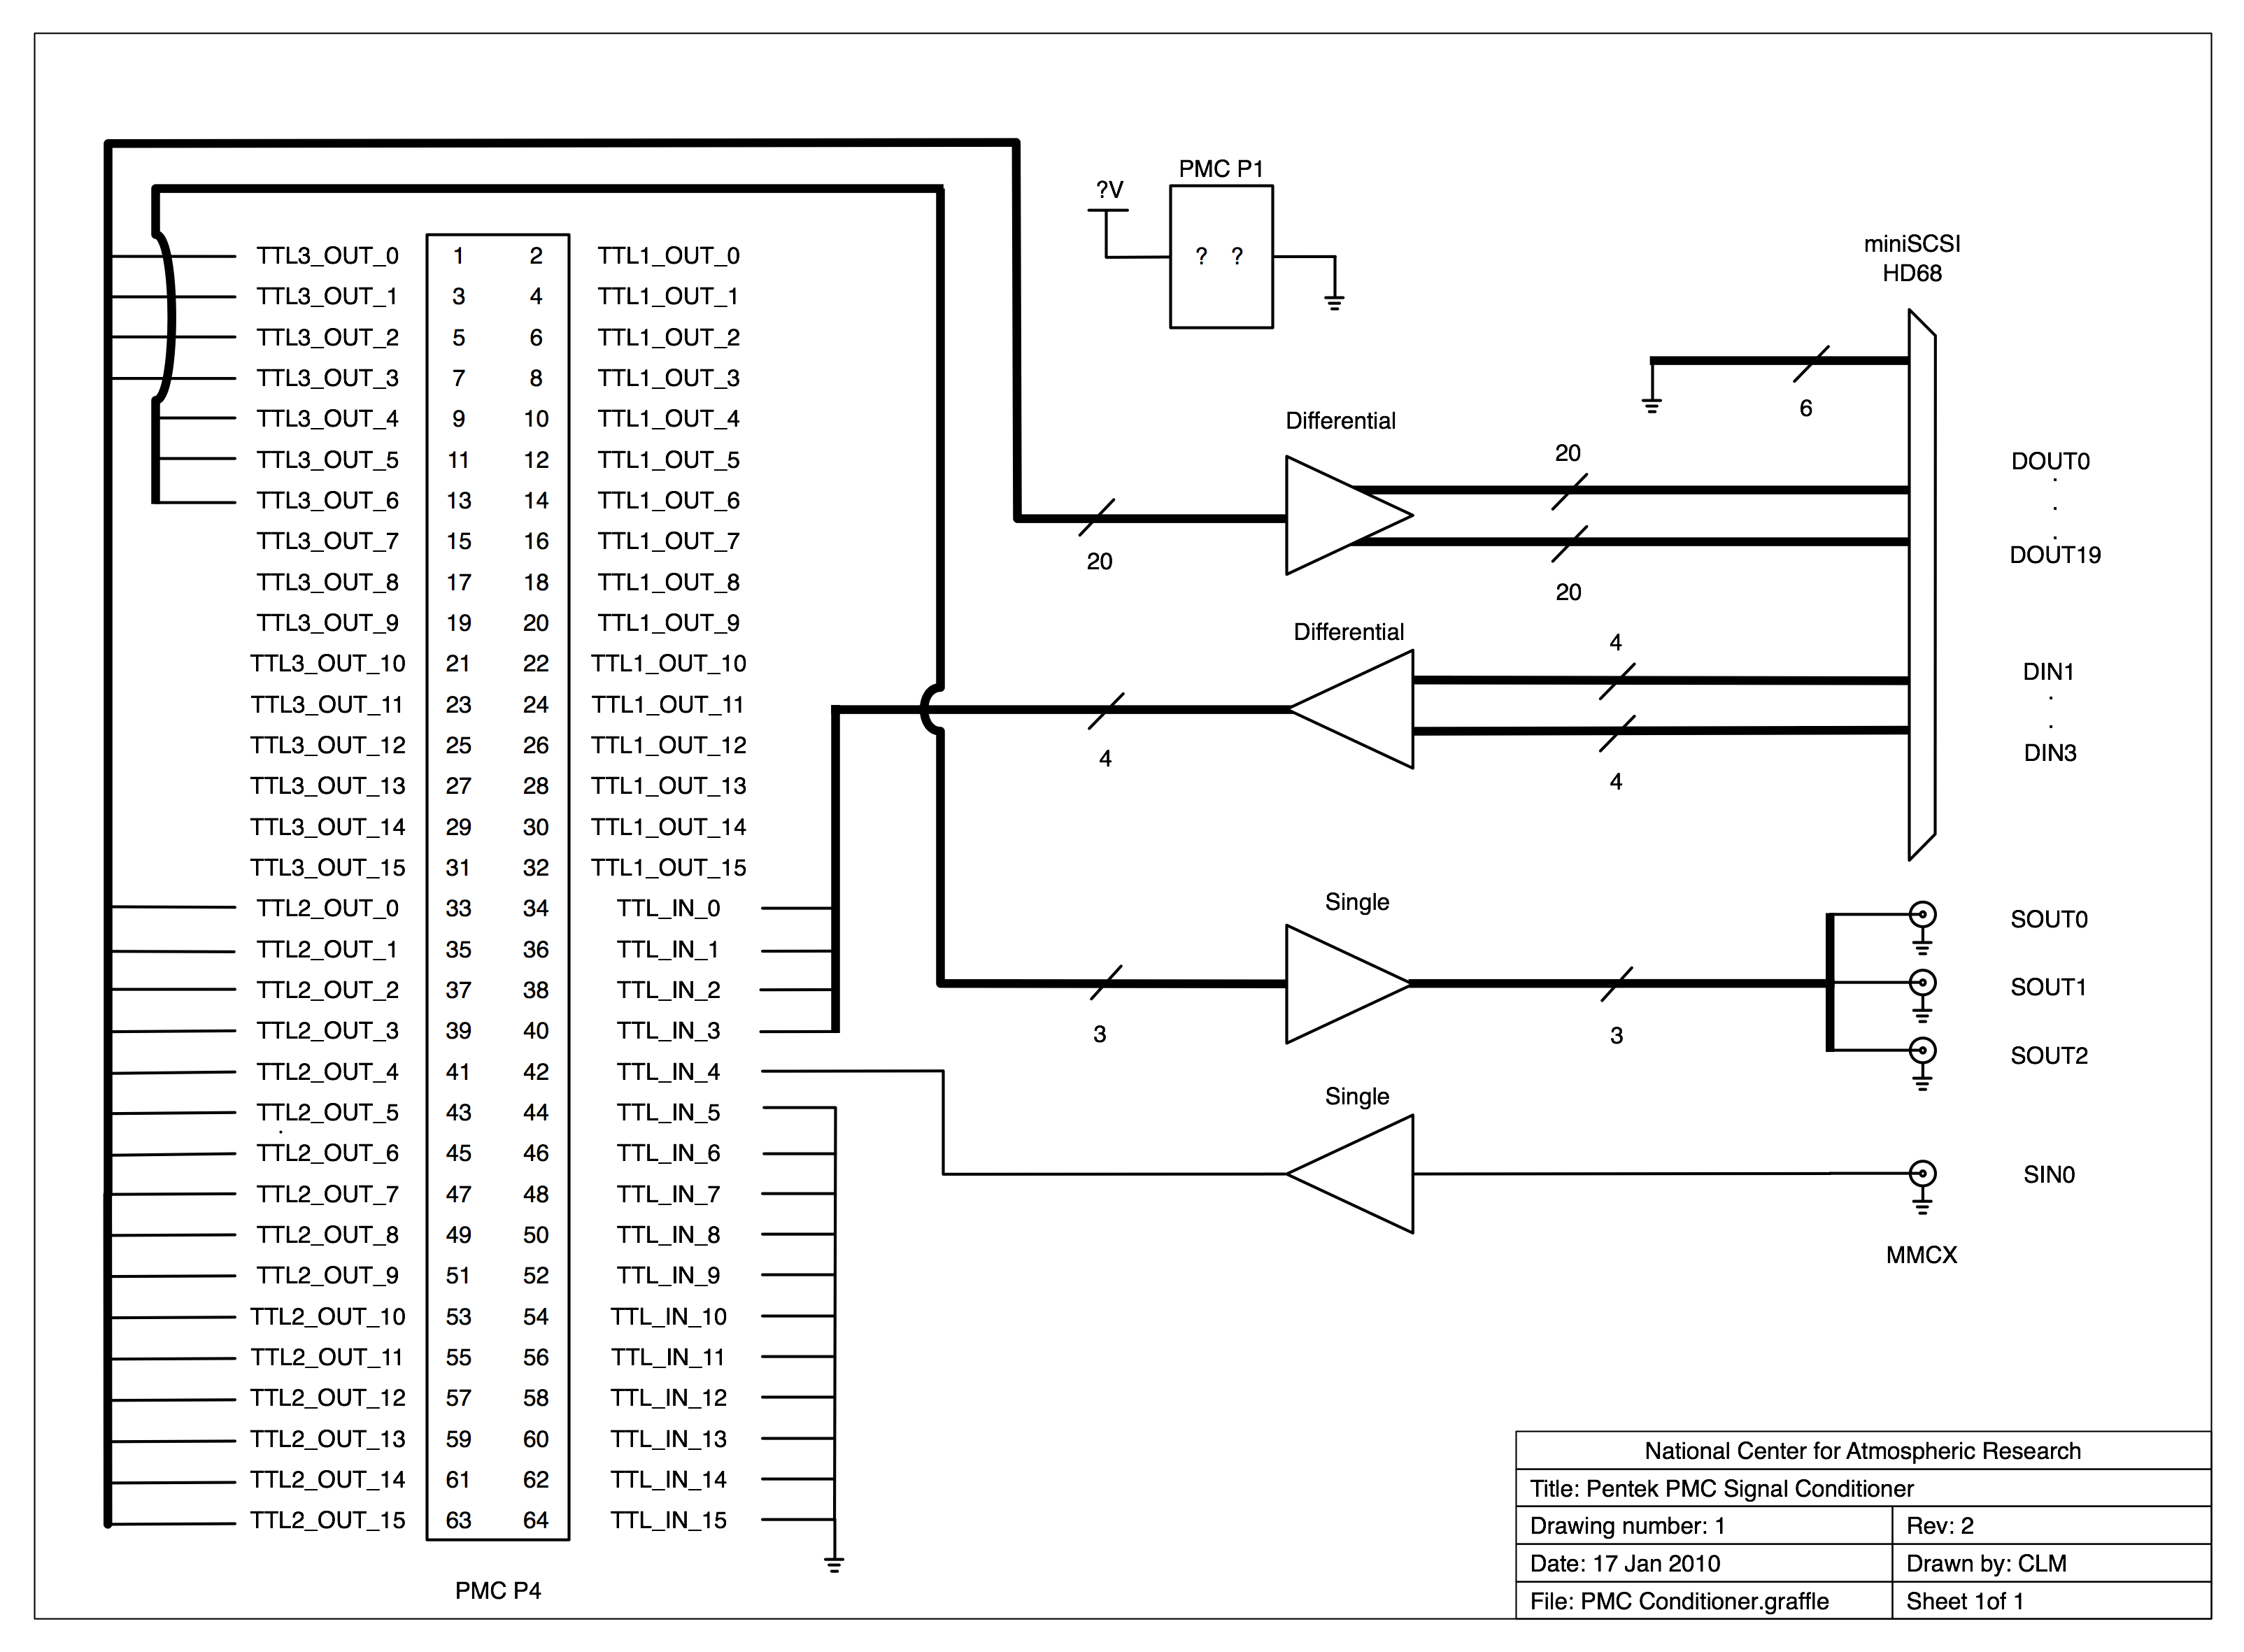 PMC P1
?V
? ?
miniSCSI
HD68
TTL3_OUT_0 1 2 TTL1_OUT_0
TTL3_OUT_1 3 4 TTL1_OUT_1
TTL3_OUT_2 5 6 TTL1_OUT_2
TTL3_OUT_3 7 8 TTL1_OUT_3
TTL3_OUT_4 9 10 TTL1_OUT_4
TTL3_OUT_5 11 12 TTL1_OUT_5
TTL3_OUT_6 13 14 TTL1_OUT_6
TTL3_OUT_7 15 16 TTL1_OUT_7
TTL3_OUT_8 17 18 TTL1_OUT_8
TTL3_OUT_9 19 20 TTL1_OUT_9
TTL3_OUT_10 21 22 TTL1_OUT_10
TTL3_OUT_11 23 24 TTL1_OUT_11
TTL3_OUT_12 25 26 TTL1_OUT_12
TTL3_OUT_13 27 28 TTL1_OUT_13
TTL3_OUT_14 29 30 TTL1_OUT_14
TTL3_OUT_15 31 32 TTL1_OUT_15
TTL2_OUT_0 33 34 TTL_IN_0
TTL2_OUT_1 35 36 TTL_IN_1
TTL2_OUT_2 37 38 TTL_IN_2
TTL2_OUT_3 39 40 TTL_IN_3
TTL2_OUT_4 41 42 TTL_IN_4
TTL2_OUT_5 43 44 TTL_IN_5
TTL2_OUT_6 45 46 TTL_IN_6
TTL2_OUT_7 47 48 TTL_IN_7
TTL2_OUT_8 49 50 TTL_IN_8
TTL2_OUT_9 51 52 TTL_IN_9
TTL2_OUT_10 53 54 TTL_IN_10
TTL2_OUT_11 55 56 TTL_IN_11
TTL2_OUT_12 57 58 TTL_IN_12
TTL2_OUT_13 59 60 TTL_IN_13
TTL2_OUT_14 61 62 TTL_IN_14
TTL2_OUT_15 63 64 TTL_IN_15
PMC P4
6
Differential
20
20
20
DOUT0
.
.
.
DOUT19
Differential
4
4
4
DIN1
.
.
DIN3
Single
3
3
SOUT0
SOUT1
SOUT2
Single
SIN0
MMCX
National Center for Atmospheric Research
Title: Pentek PMC Signal Conditioner
Drawing number: 1 Rev: 2
Date: 17 Jan 2010 Drawn by: CLM
File: PMC Conditioner.graffle Sheet 1of 1